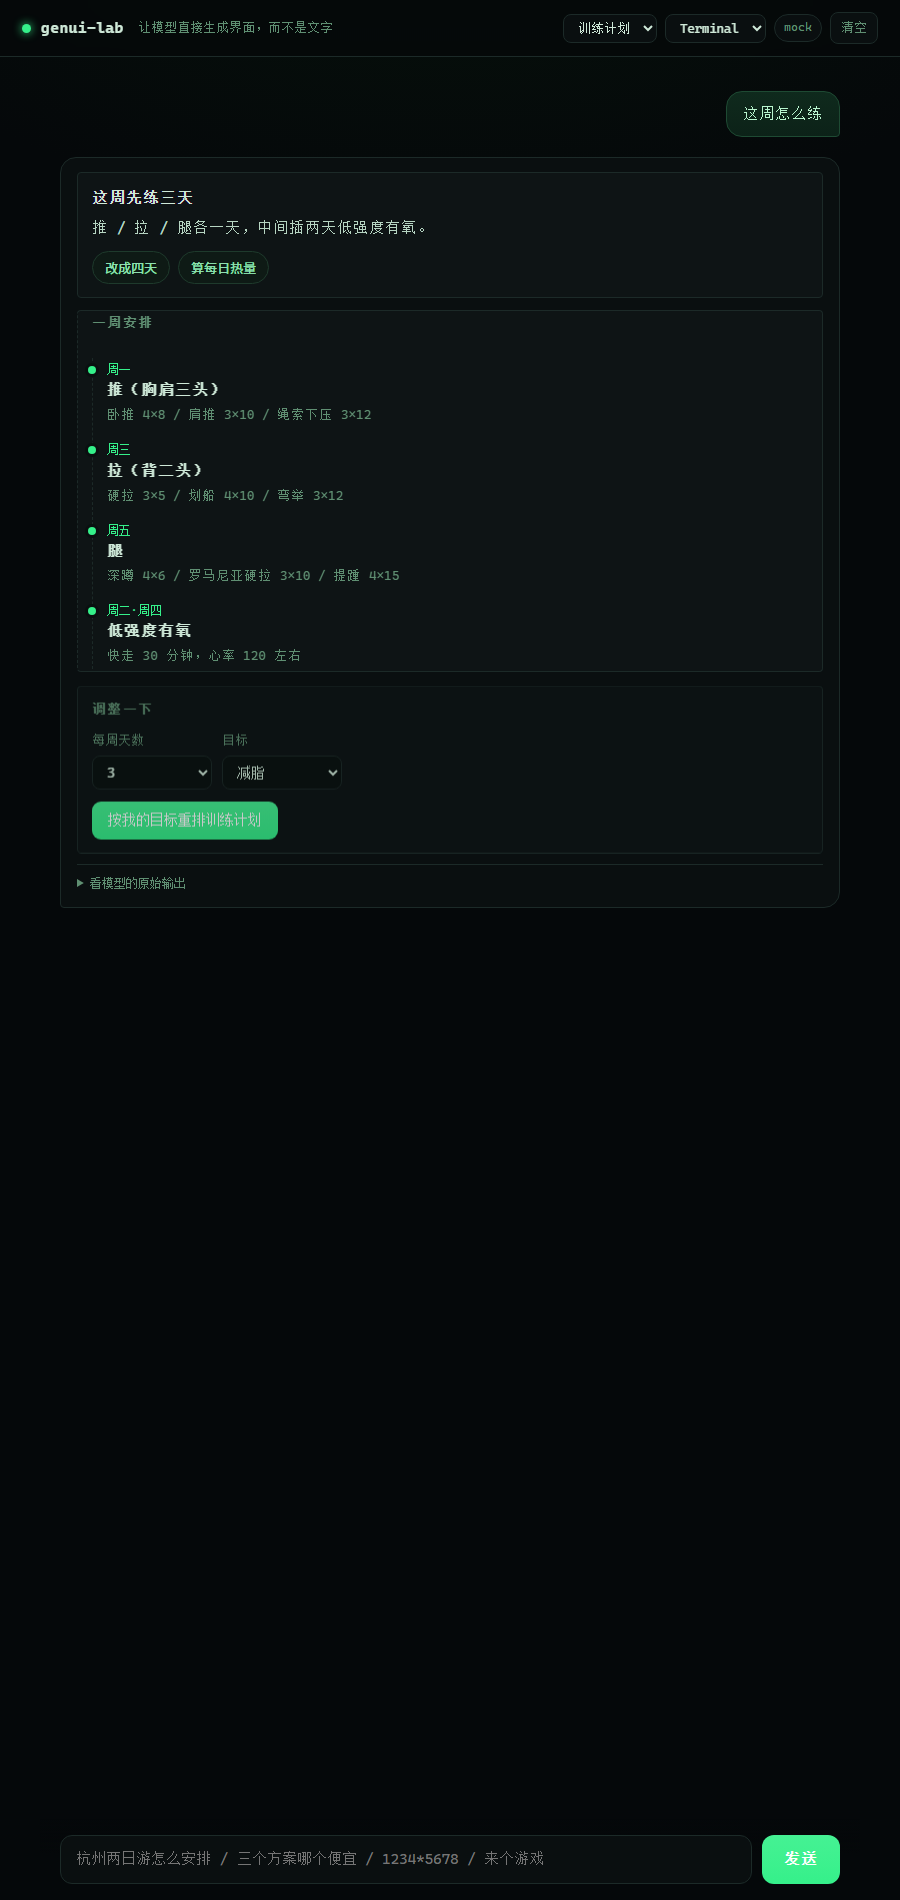 genui-lab 让模型直接生成界面，而不是文字 训练计划 Terminal mock 清空
这周怎么练
这周先练三天
推 / 拉 / 腿各一天，中间插两天低强度有氧。
改成四天 算每日热量
一周安排
周一
推（胸肩三头）
卧推 4×8 / 肩推 3×10 / 绳索下压 3×12
周三
拉（背二头）
硬拉 3×5 / 划船 4×10 / 弯举 3×12
周五
腿
深蹲 4×6 / 罗马尼亚硬拉 3×10 / 提踵 4×15
周二·周四
低强度有氧
快走 30 分钟，心率 120 左右
调整一下
每周天数 目标
3 减脂
按我的目标重排训练计划
看模型的原始输出
杭州两日游怎么安排 / 三个方案哪个便宜 / 1234*5678 / 来个游戏 发送